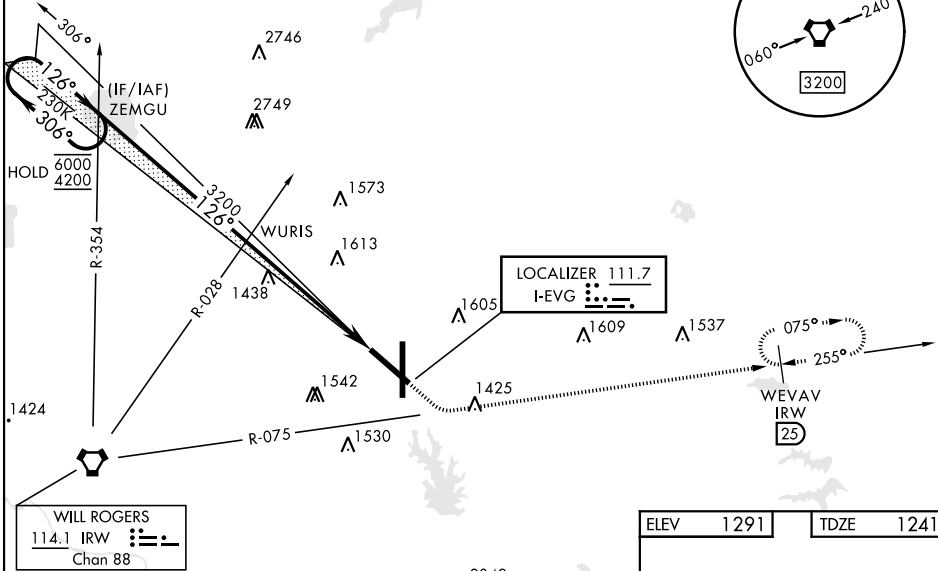 306°
2746
240
060°
3200
126°
(IF/IAF)
ZEMGU
230K
306°
2749
HOLD 6000
4200
3200
126°
1573
WURIS
R-354
1613
R-028
1438
LOCALIZER 111.7
I-EVG
1605
1609
1537
075°
255°
1542
1425
WEVAV
IRW
25
1424
R-075
1530
WILL ROGERS
114.1 IRW
Chan 88
ELEV 1291
TDZE 1241